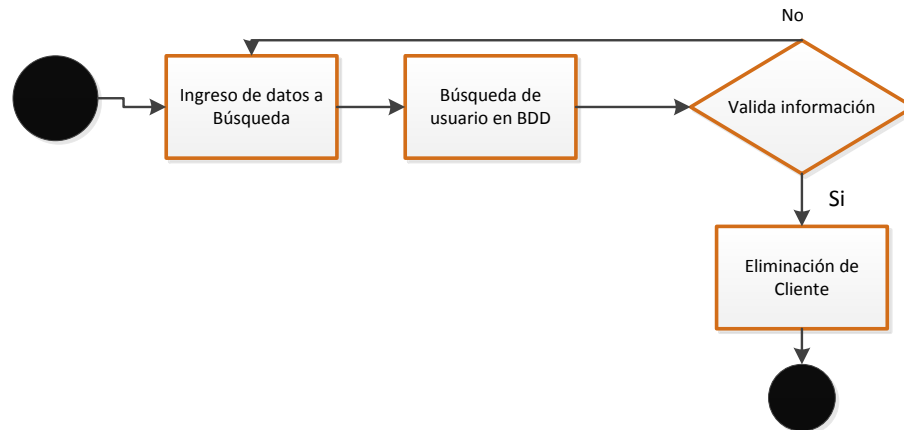 No
Ingreso de datos a
Búsqueda
Búsqueda de
usuario en BDD
Valida información
Si
Eliminación de
Cliente